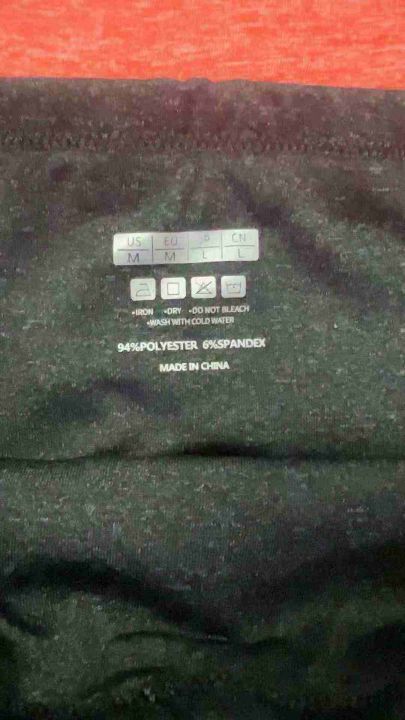 US EU JP CN
M M L L
•IRON •DRY •DO NOT BLEACH
•WASH WITH COLD WATER
94%POLYESTER 6%SPANDEX
MADE IN CHINA